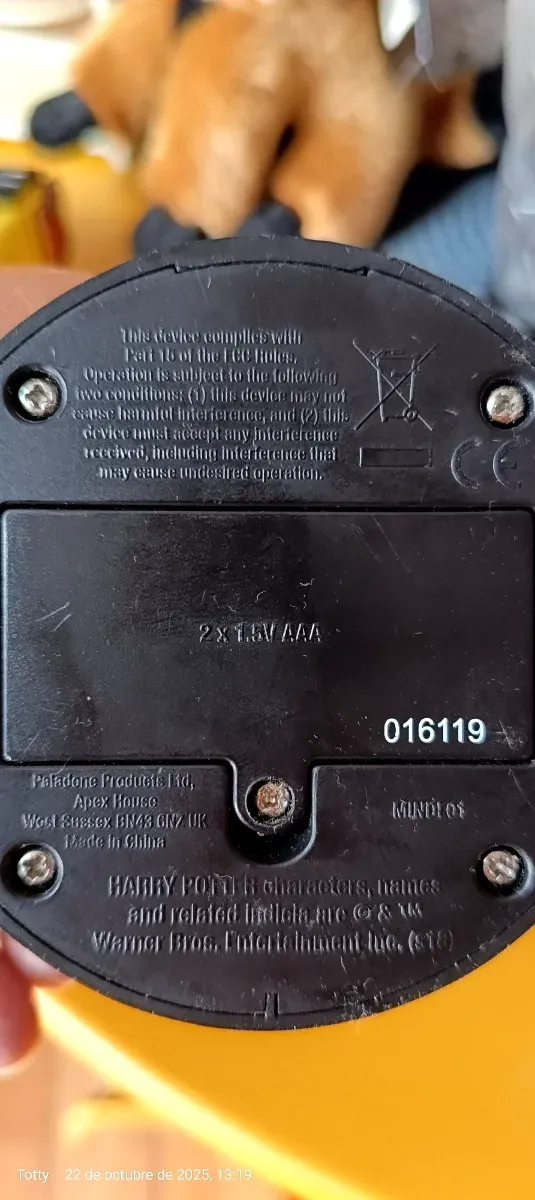 This device complies with
Part 15 of the FCC Rules.
Operation is subject to the following
two conditions: (1) this device may not
cause harmful interference, and (2) this
device must accept any interference
received, including interference that
may cause undesired operation.
CE
2 x 1.5V AAA
016119
Paladone Products Ltd,
Apex House
West Sussex BN43 6NZ UK
Made in China
HARRY POTTER characters, names
and related indicia are © & TM
Warner Bros. Entertainment Inc. (s18)
Totty 22 de octubre de 2025, 13:19